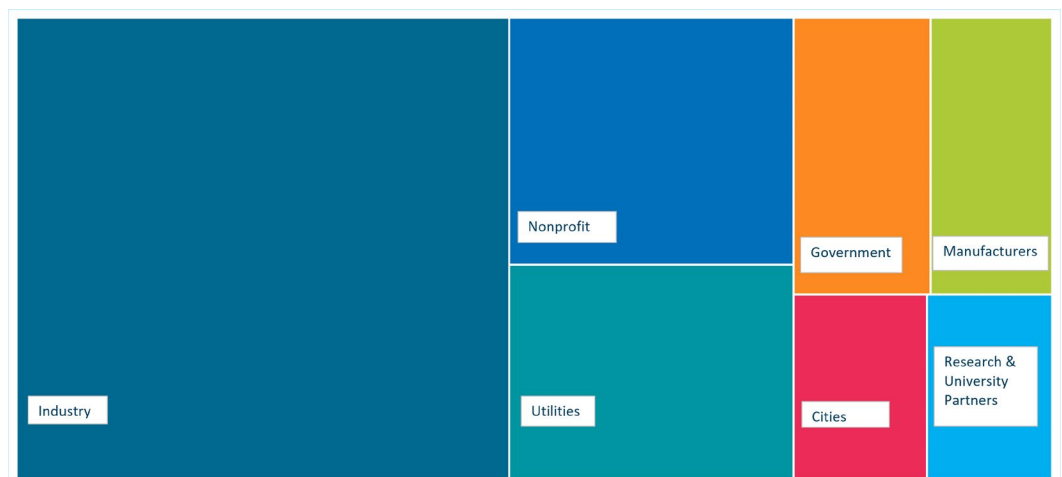 Industry
Nonprofit
Utilities
Government
Manufacturers
Cities
Research &
University
Partners